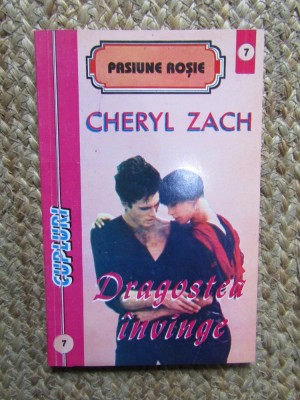 PASIUNE ROȘIE
7
CHERYL ZACH
CUPLURI
Dragostea
învinge
7